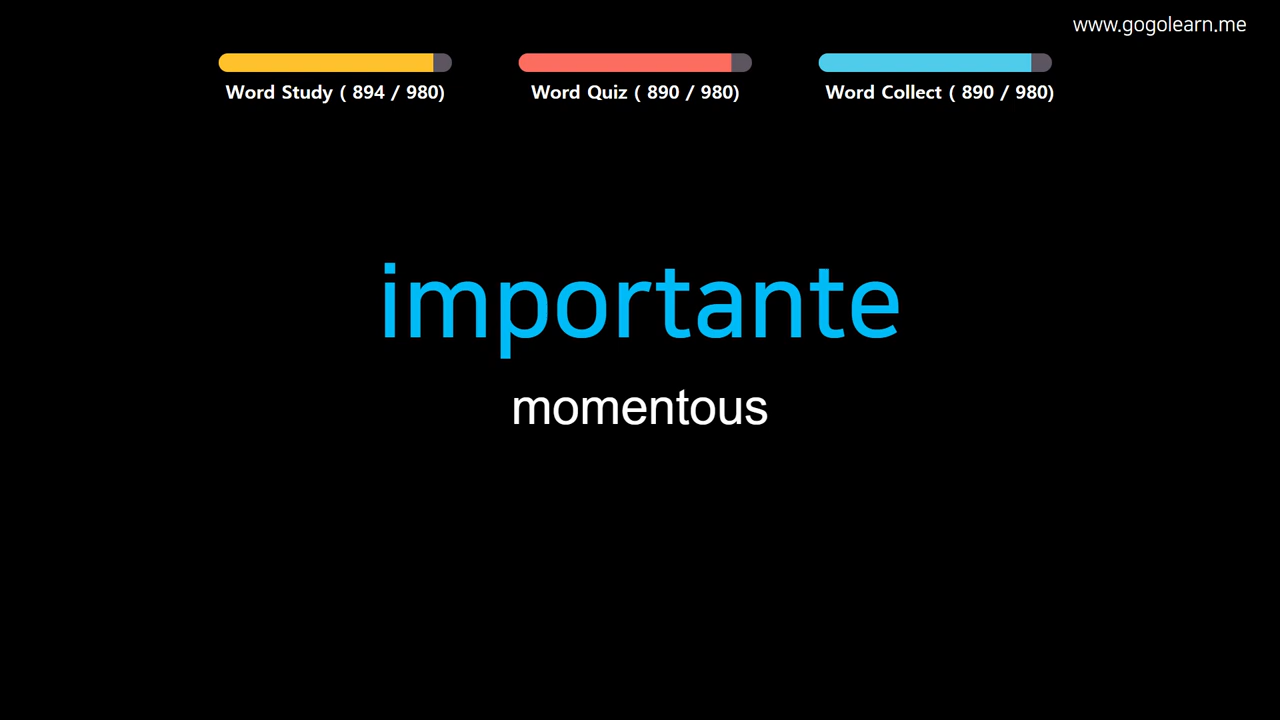 www.gogolearn.me
Word Study ( 894 / 980)
Word Quiz ( 890 / 980)
Word Collect ( 890 / 980)
importante
momentous